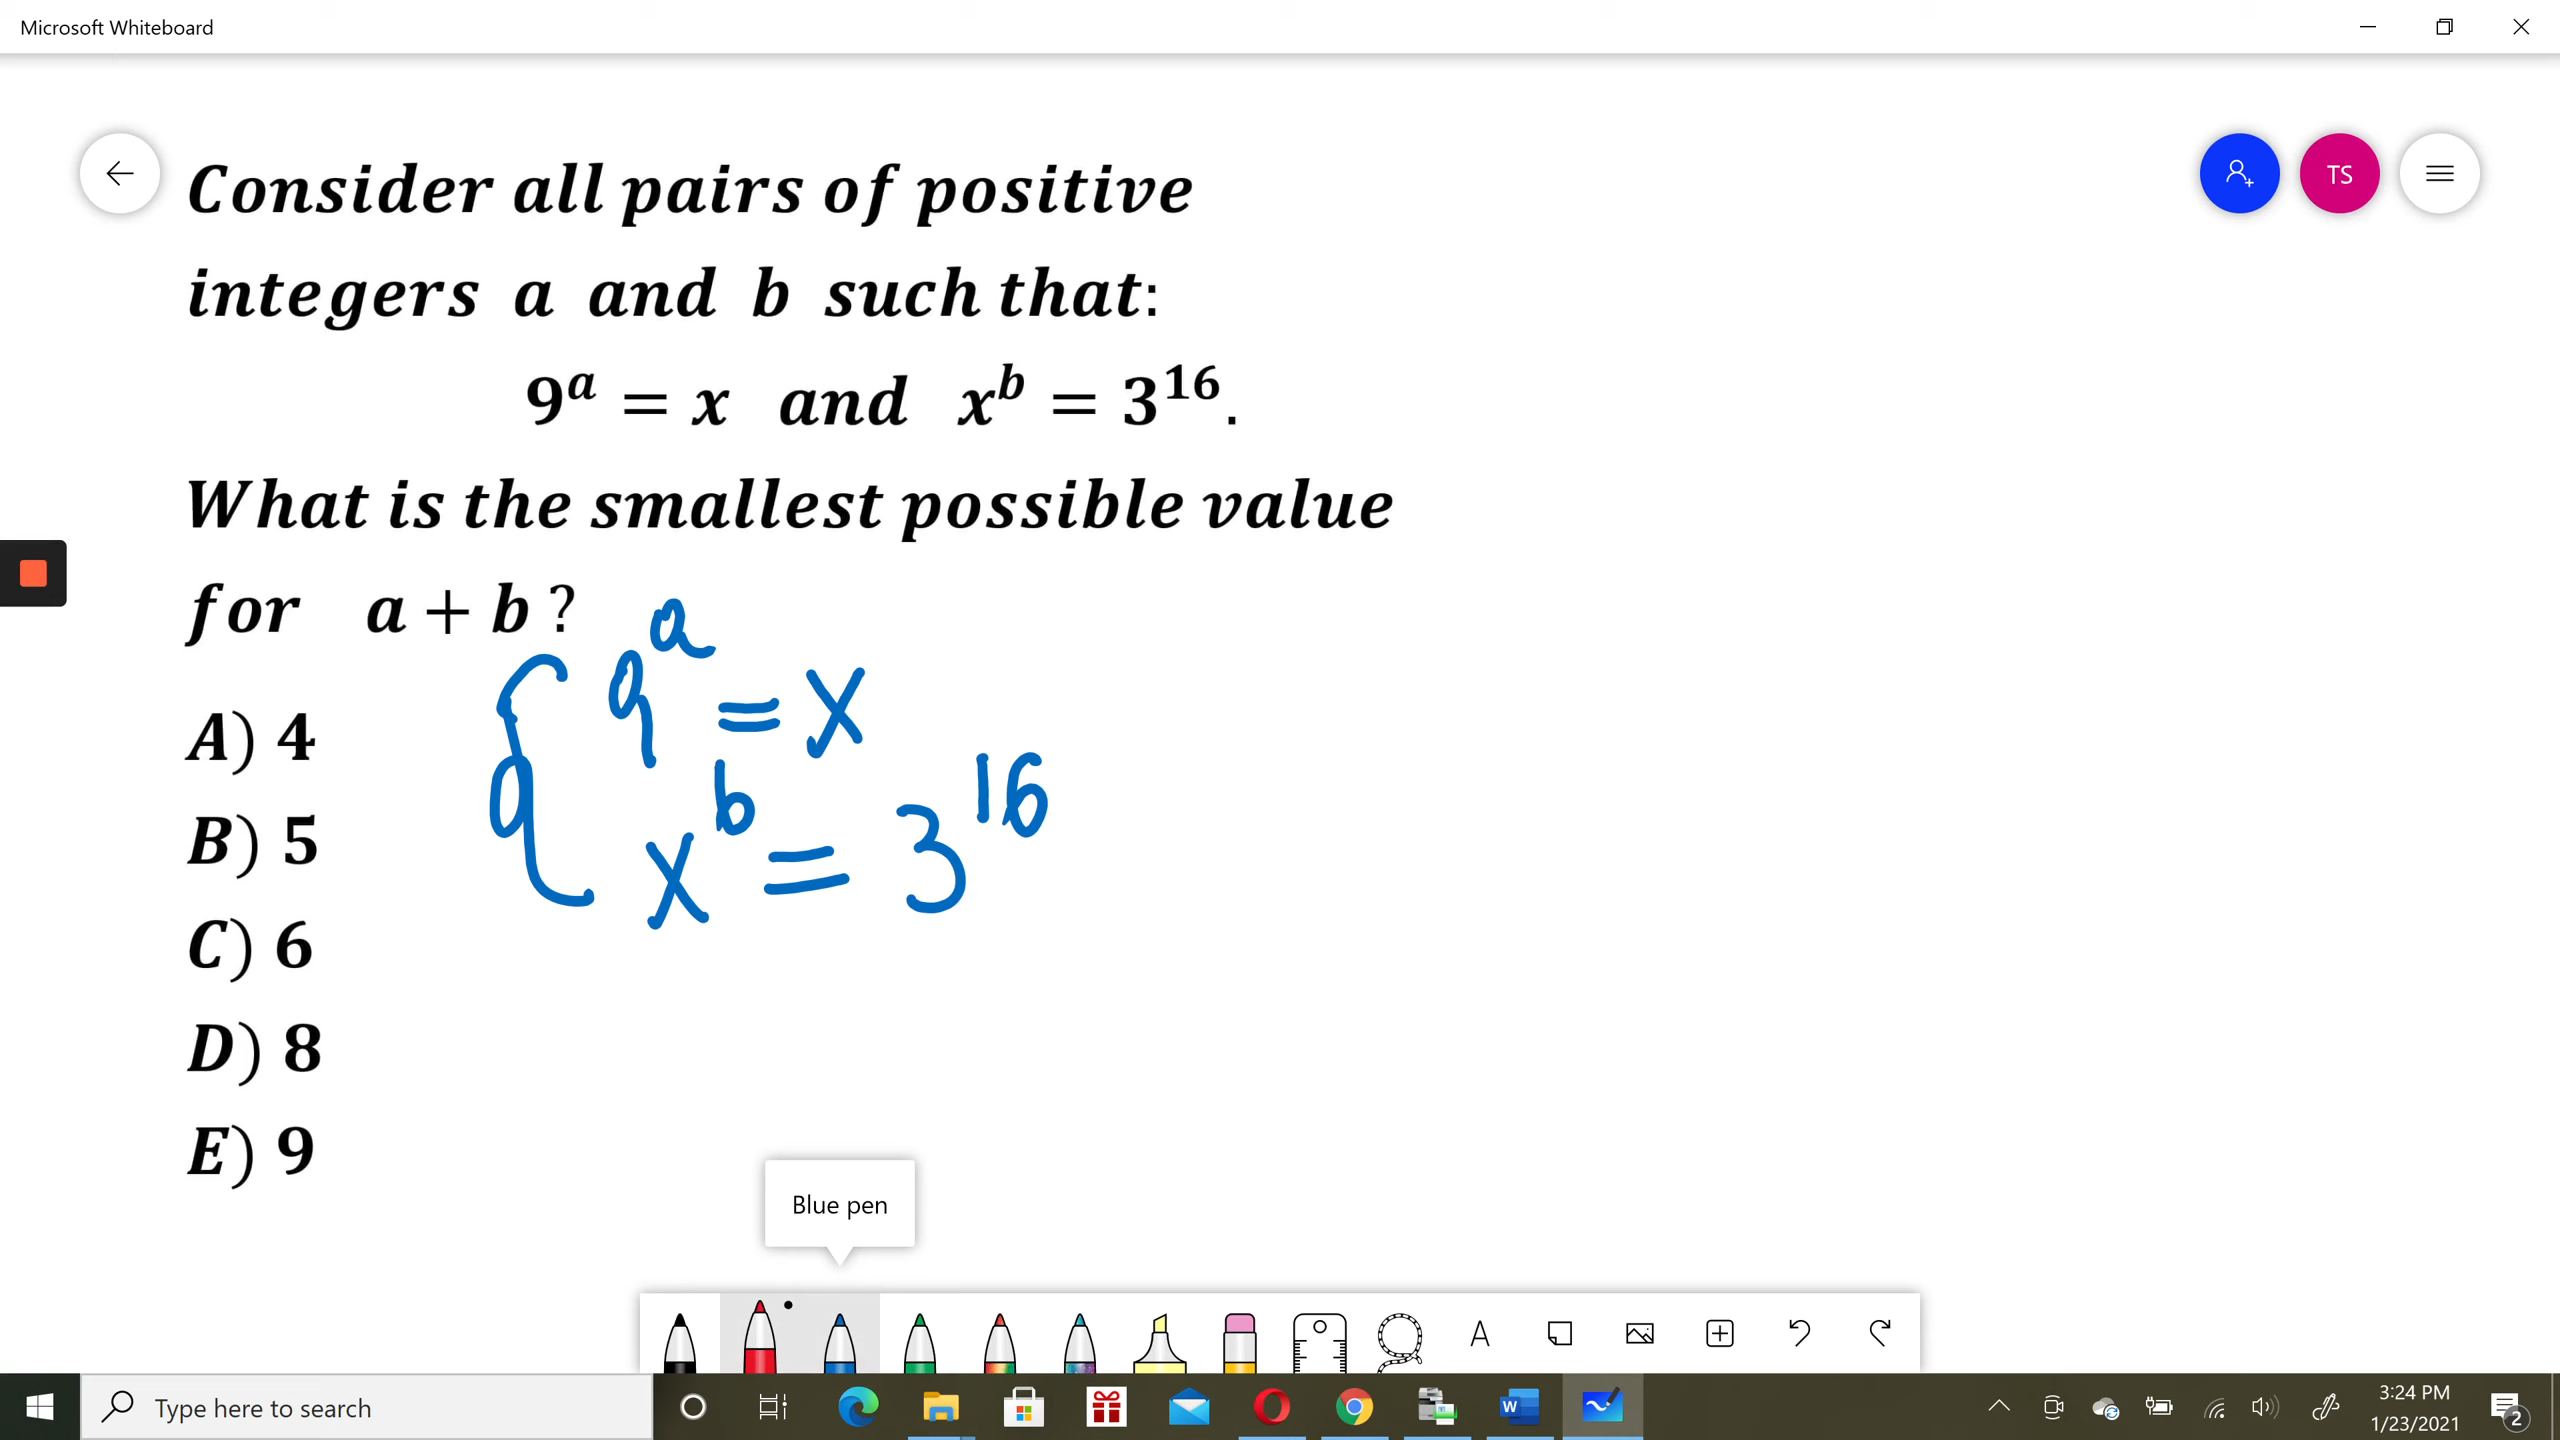 Microsoft Whiteboard
TS
Consider all pairs of positive
integers a and b such that:
9^a = x and x^b = 3^16.
What is the smallest possible value
for a + b ?
A) 4
B) 5
C) 6
D) 8
E) 9
9^a = x
x^b = 3^16
Blue pen
A
Type here to search
W
3:24 PM
1/23/2021
2